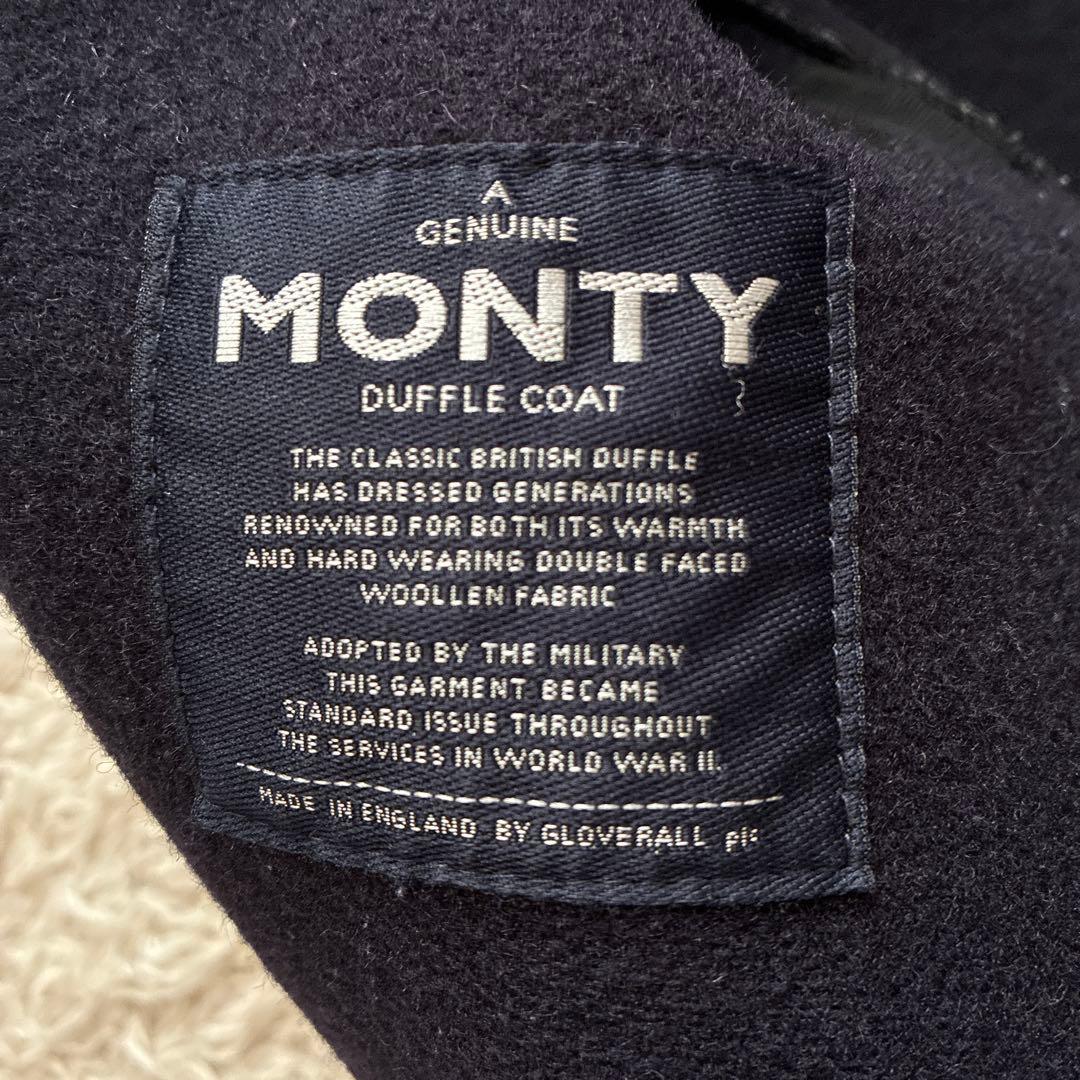 A
GENUINE
MONTY
DUFFLE COAT
THE CLASSIC BRITISH DUFFLE
HAS DRESSED GENERATIONS
RENOWNED FOR BOTH ITS WARMTH
AND HARD WEARING DOUBLE FACED
WOOLLEN FABRIC
ADOPTED BY THE MILITARY
THIS GARMENT BECAME
STANDARD ISSUE THROUGHOUT
THE SERVICES IN WORLD WAR II.
MADE IN ENGLAND BY GLOVERALL plc